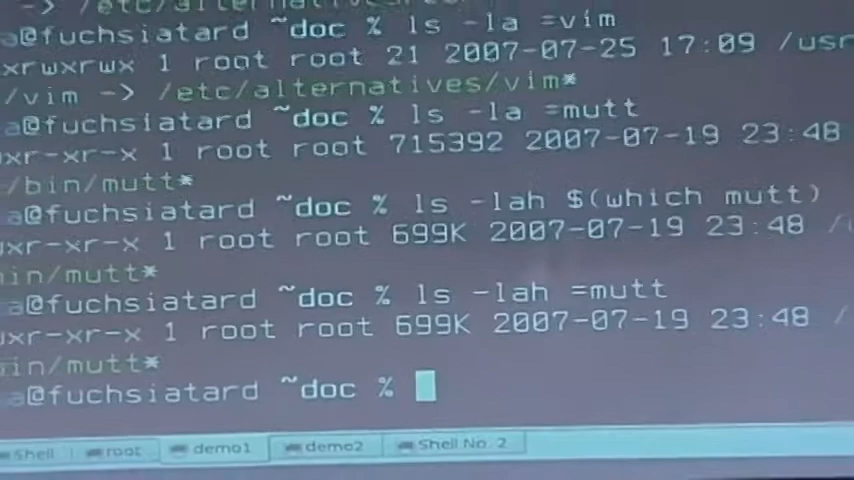 -> /etc/alternatives
a@fuchsiatard ~doc % ls -la =vim
xrwxrwx 1 root root 21 2007-07-25 17:09 /usr
/vim -> /etc/alternatives/vim*
a@fuchsiatard ~doc % ls -la =mutt
xr-xr-x 1 root root 715392 2007-07-19 23:48
/bin/mutt*
a@fuchsiatard ~doc % ls -lah $(which mutt)
xr-xr-x 1 root root 699K 2007-07-19 23:48 /
in/mutt*
a@fuchsiatard ~doc % ls -lah =mutt
xr-xr-x 1 root root 699K 2007-07-19 23:48 /
in/mutt*
a@fuchsiatard ~doc %
Shell root demo1 demo2 Shell No. 2